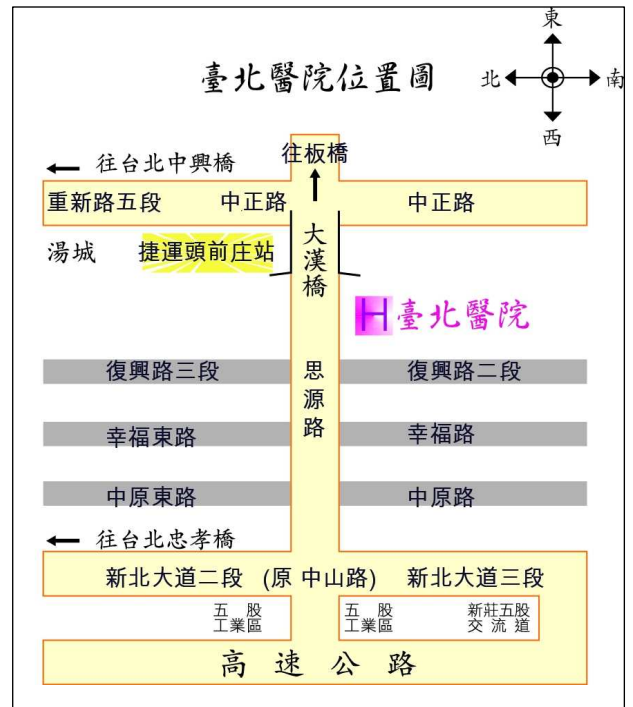 東
臺北醫院位置圖
北
南
西
往台北中興橋
往板橋
重新路五段
中正路
中正路
湯城
捷運頭前庄站
大漢橋
H臺北醫院
復興路三段
思源路
復興路二段
幸福東路
幸福路
中原東路
中原路
往台北忠孝橋
新北大道二段 (原 中山路) 新北大道三段
五 股
工業區
五 股
工業區
新莊五股
交 流 道
高 速 公 路